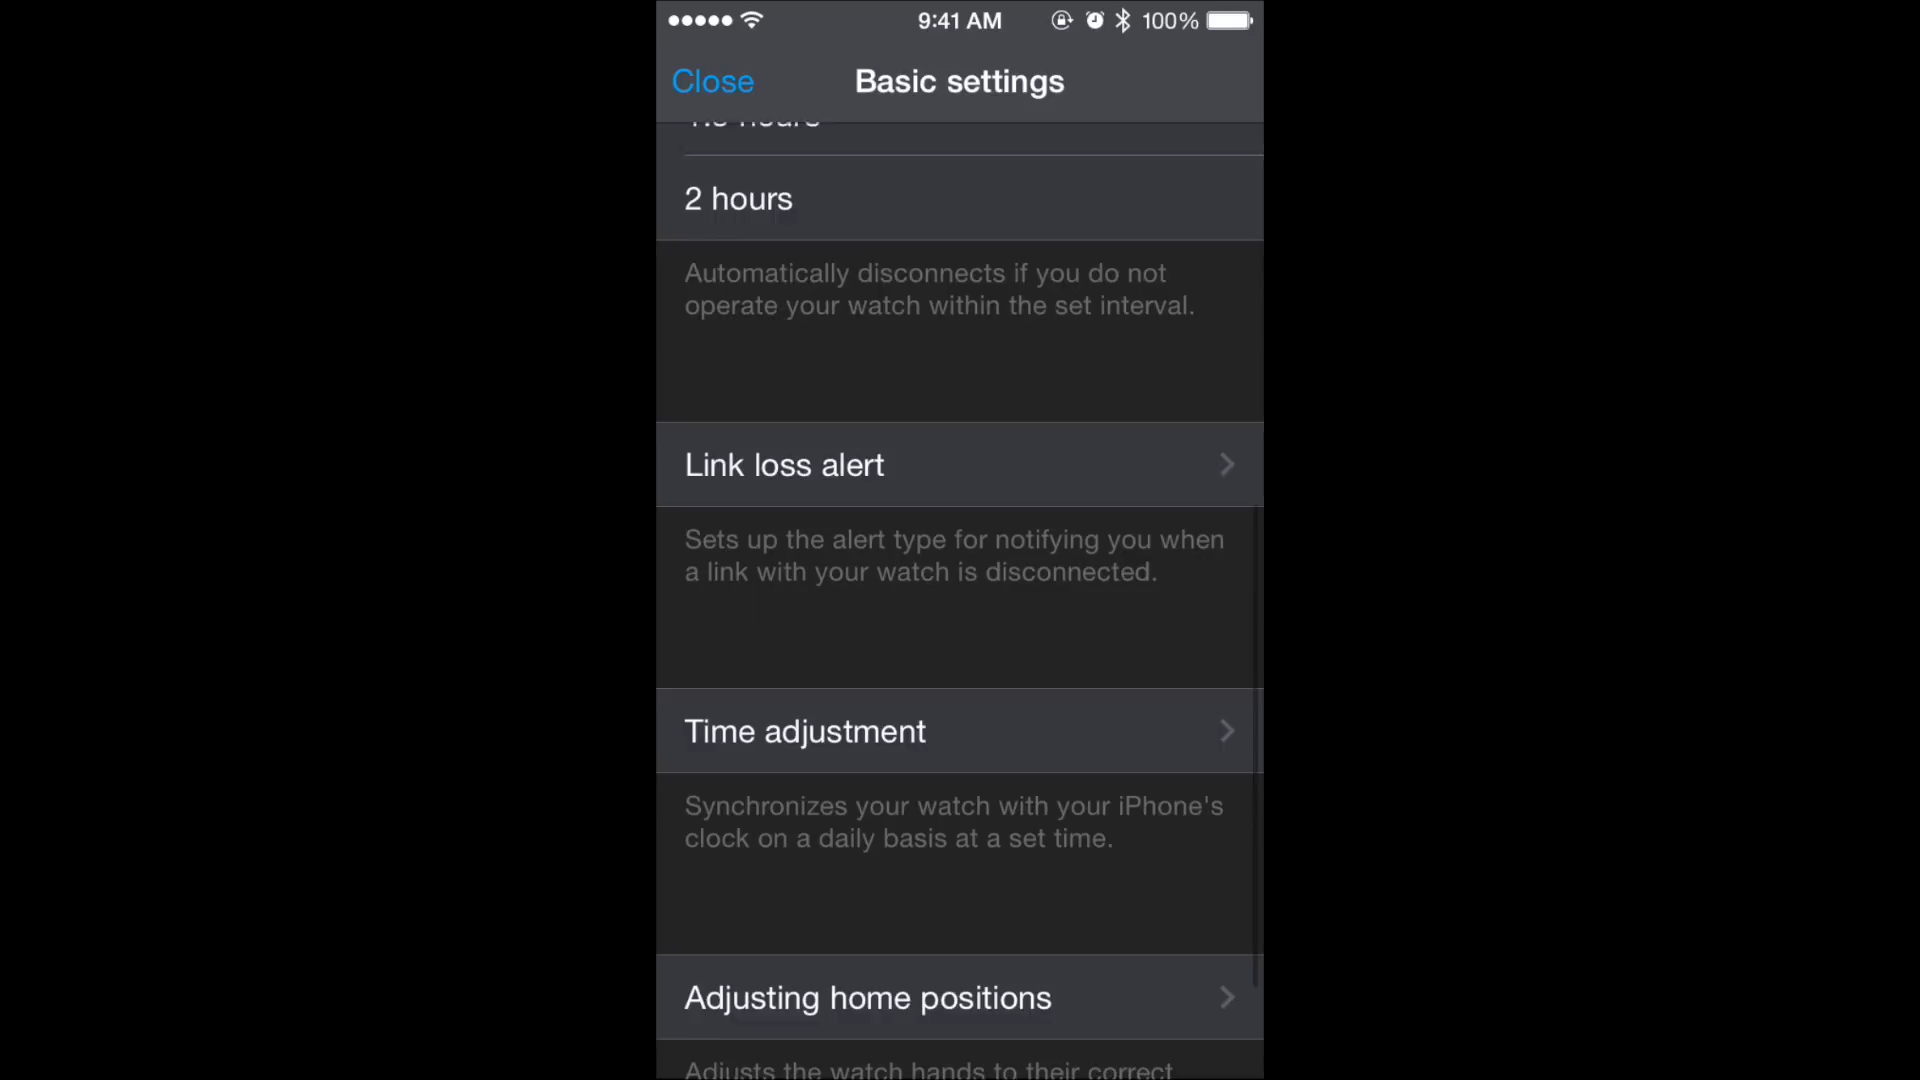 9:41 AM 100%
Close Basic settings
2 hours
Automatically disconnects if you do not
operate your watch within the set interval.
Link loss alert
Sets up the alert type for notifying you when
a link with your watch is disconnected.
Time adjustment
Synchronizes your watch with your iPhone's
clock on a daily basis at a set time.
Adjusting home positions
Adjusts the watch hands to their correct